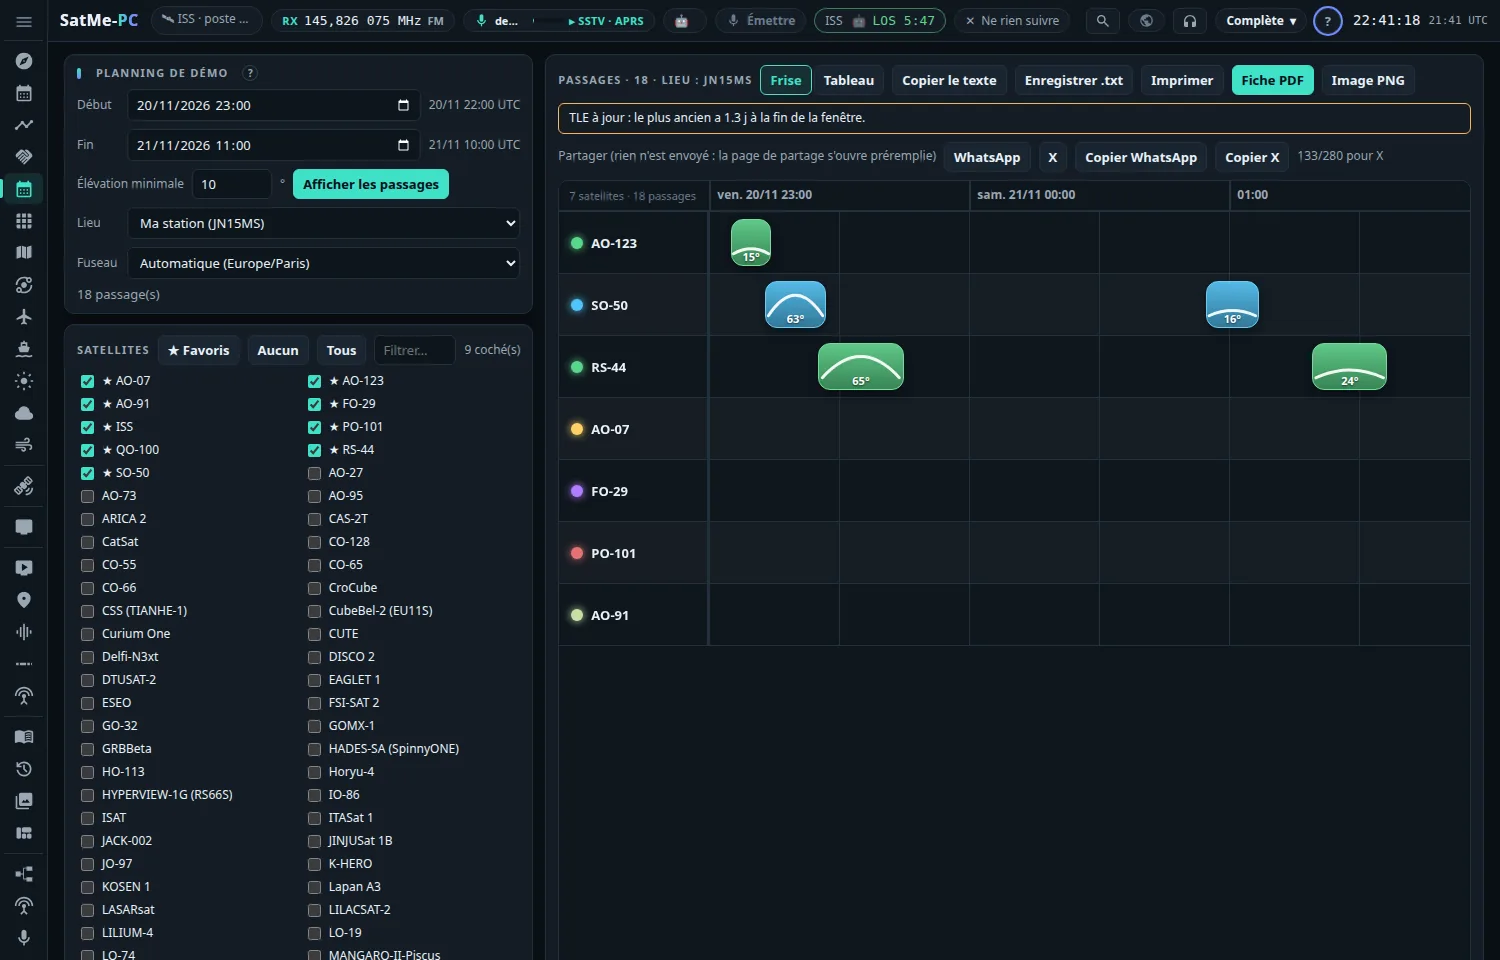 SatMe-PC
ISS · poste ...
RX 145,826 075 MHz FM
de...
▸ SSTV · APRS
Émettre
ISS LOS 5:47
× Ne rien suivre
Complète ▾
?
22:41:18 21:41 UTC
PLANNING DE DÉMO ?
Début 20/11/2026 23:00 20/11 22:00 UTC
Fin 21/11/2026 11:00 21/11 10:00 UTC
Élévation minimale 10 ° Afficher les passages
Lieu Ma station (JN15MS)
Fuseau Automatique (Europe/Paris)
18 passage(s)
SATELLITES ★ Favoris Aucun Tous Filtrer... 9 coché(s)
★ AO-07 ★ AO-123
★ AO-91 ★ FO-29
★ ISS ★ PO-101
★ QO-100 ★ RS-44
★ SO-50 AO-27
AO-73 AO-95
ARICA 2 CAS-2T
CatSat CO-128
CO-55 CO-65
CO-66 CroCube
CSS (TIANHE-1) CubeBel-2 (EU11S)
Curium One CUTE
Delfi-N3xt DISCO 2
DTUSAT-2 EAGLET 1
ESEO FSI-SAT 2
GO-32 GOMX-1
GRBBeta HADES-SA (SpinnyONE)
HO-113 Horyu-4
HYPERVIEW-1G (RS66S) IO-86
ISAT ITASat 1
JACK-002 JINJUSat 1B
JO-97 K-HERO
KOSEN 1 Lapan A3
LASARsat LILACSAT-2
LILIUM-4 LO-19
LO-74 MANGARO-II-Piscus
PASSAGES · 18 · LIEU : JN15MS Frise Tableau Copier le texte Enregistrer .txt Imprimer Fiche PDF Image PNG
TLE à jour : le plus ancien a 1.3 j à la fin de la fenêtre.
Partager (rien n'est envoyé : la page de partage s'ouvre préremplie) WhatsApp X Copier WhatsApp Copier X 133/280 pour X
7 satellites · 18 passages ven. 20/11 23:00 sam. 21/11 00:00 01:00
AO-123 15°
SO-50 63° 16°
RS-44 65° 24°
AO-07
FO-29
PO-101
AO-91